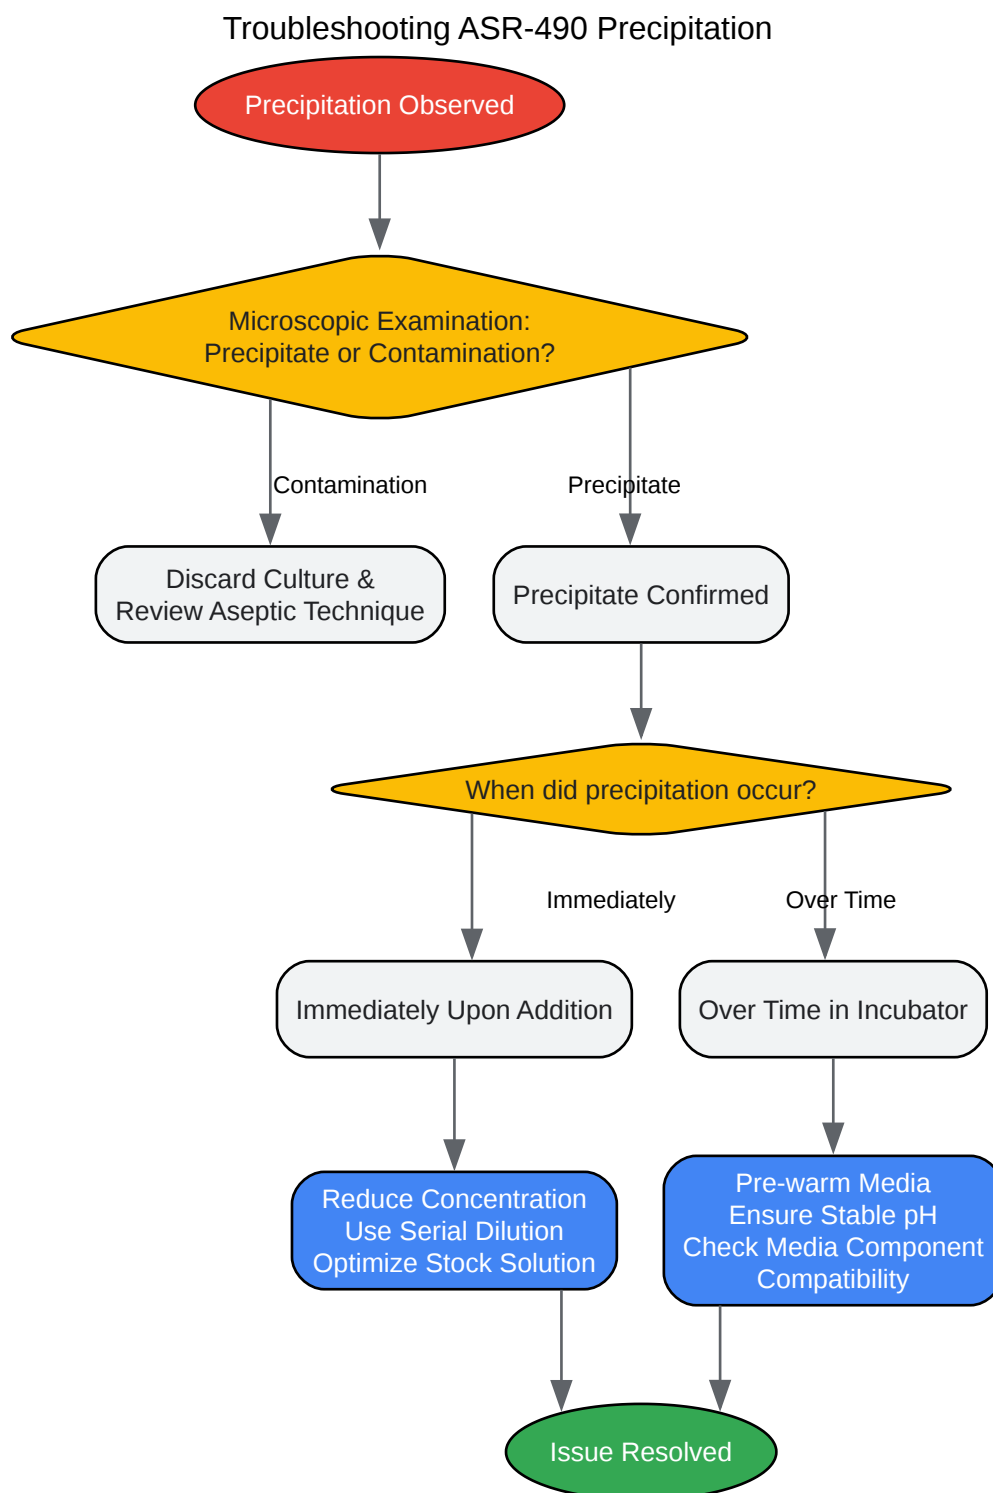 Troubleshooting ASR-490 Precipitation
Precipitation Observed
Microscopic Examination:
Precipitate or Contamination?
Contamination
Precipitate
Discard Culture &
Review Aseptic Technique
Precipitate Confirmed
When did precipitation occur?
Immediately
Over Time
Immediately Upon Addition
Over Time in Incubator
Reduce Concentration
Use Serial Dilution
Optimize Stock Solution
Pre-warm Media
Ensure Stable pH
Check Media Component
Compatibility
Issue Resolved